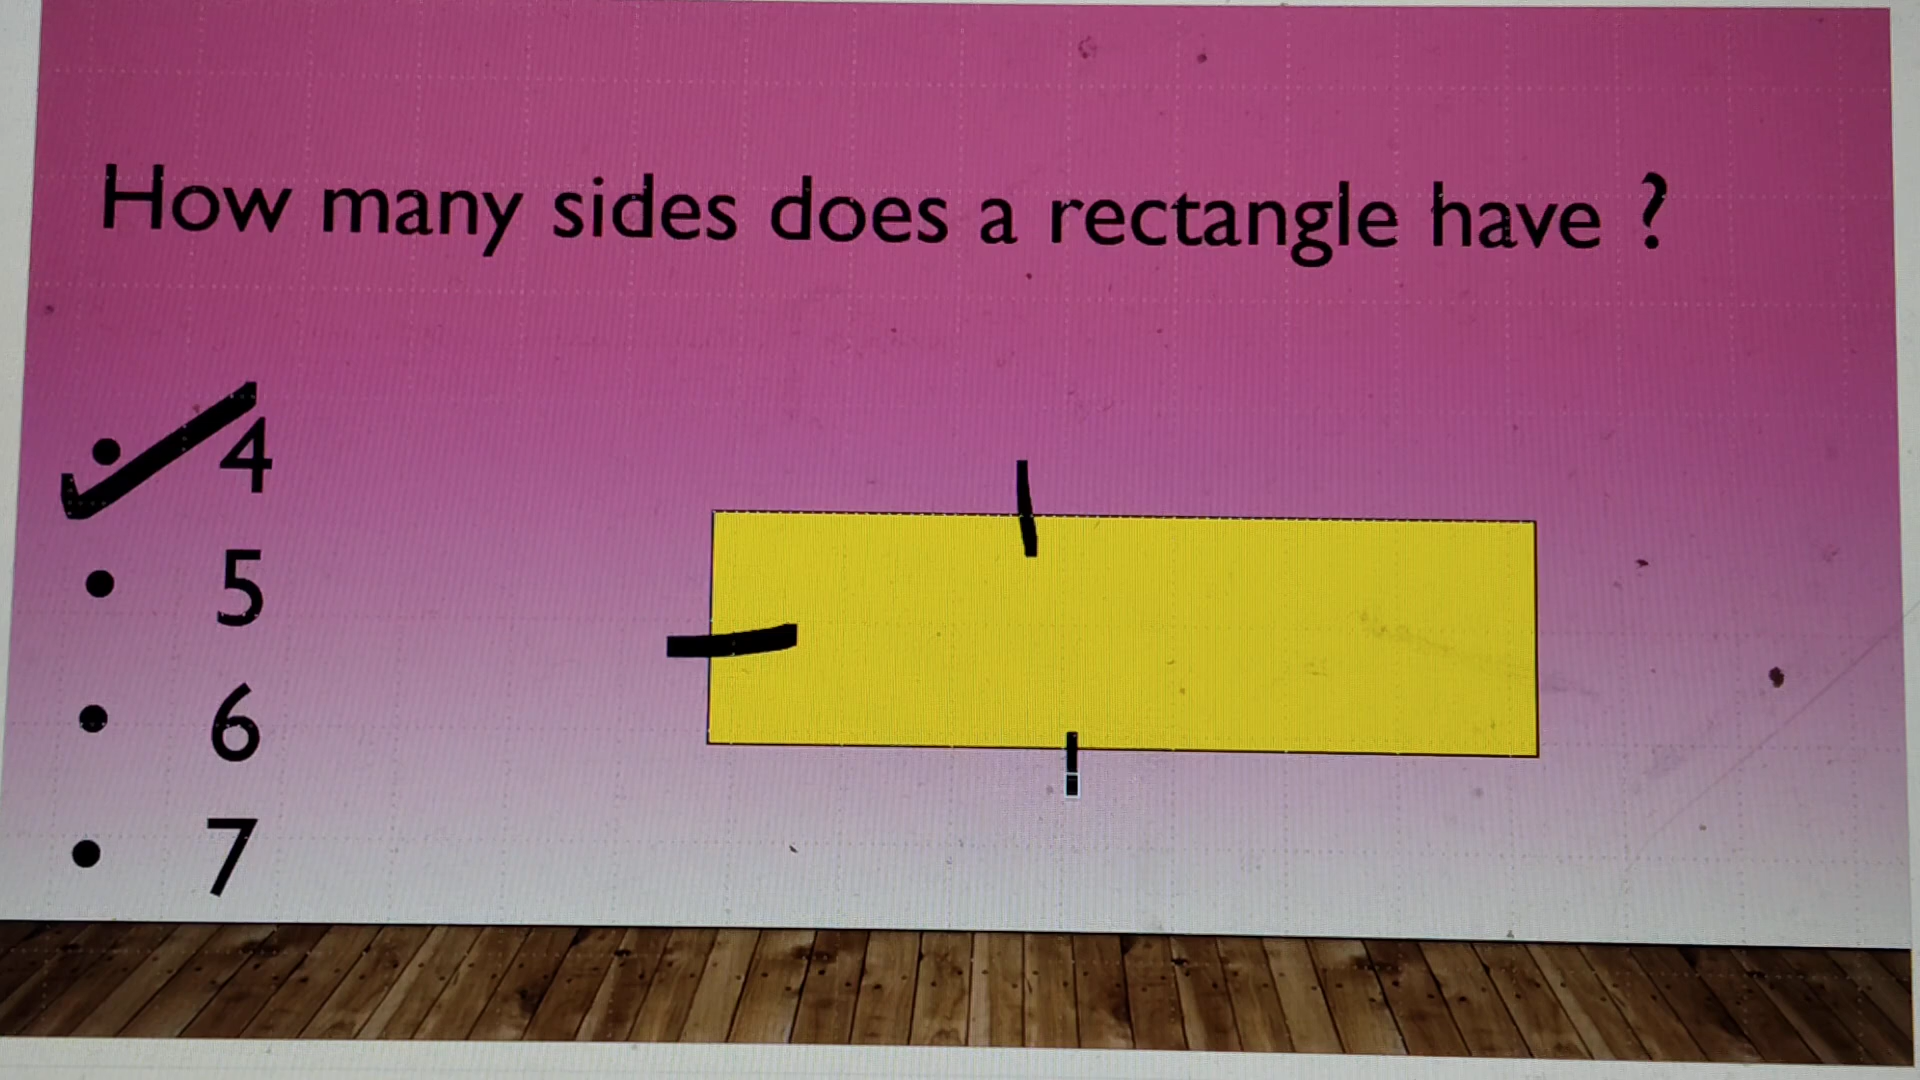 How many sides does a rectangle have ?
• 4
• 5
• 6
• 7